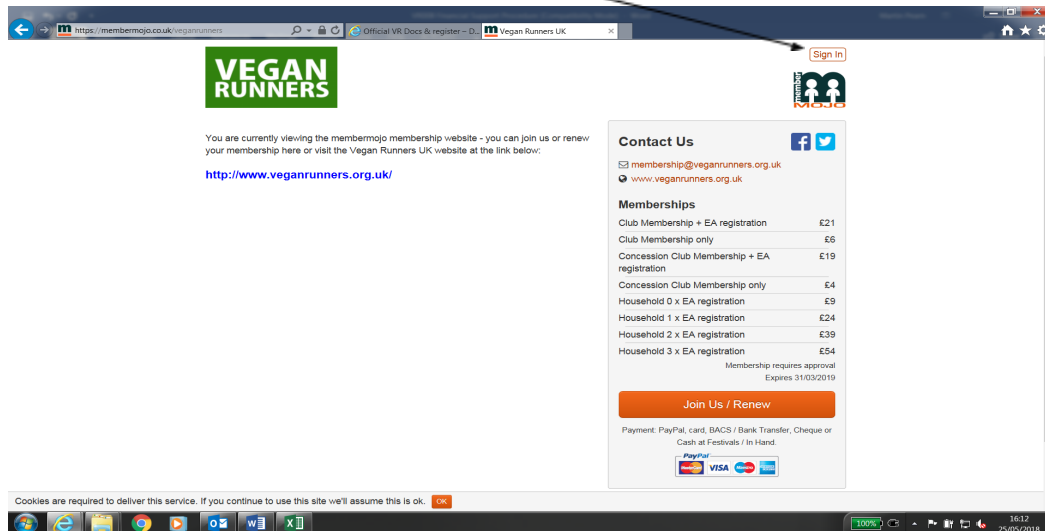 https://membermojo.co.uk/veganrunners
Official VR Docs & register – D...
Vegan Runners UK
Sign In
VEGAN
RUNNERS
member
MOJO
You are currently viewing the membermojo membership website - you can join us or renew
your membership here or visit the Vegan Runners UK website at the link below:
http://www.veganrunners.org.uk/
Contact Us
membership@veganrunners.org.uk
www.veganrunners.org.uk
Memberships
Club Membership + EA registration £21
Club Membership only £6
Concession Club Membership + EA £19
registration
Concession Club Membership only £4
Household 0 x EA registration £9
Household 1 x EA registration £24
Household 2 x EA registration £39
Household 3 x EA registration £54
Membership requires approval
Expires 31/03/2019
Join Us / Renew
Payment: PayPal, card, BACS / Bank Transfer, Cheque or
Cash at Festivals / In Hand.
PayPal
VISA
Cookies are required to deliver this service. If you continue to use this site we'll assume this is ok. OK
100%
16:12
25/05/2018